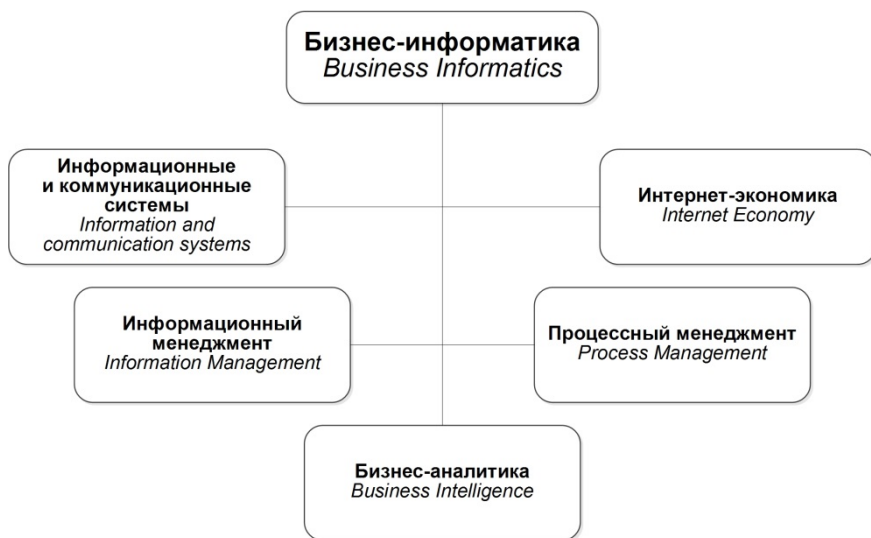 Бизнес-информатика
Business Informatics
Информационные
и коммуникационные
системы
Information and
communication systems
Интернет-экономика
Internet Economy
Информационный
менеджмент
Information Management
Процессный менеджмент
Process Management
Бизнес-аналитика
Business Intelligence